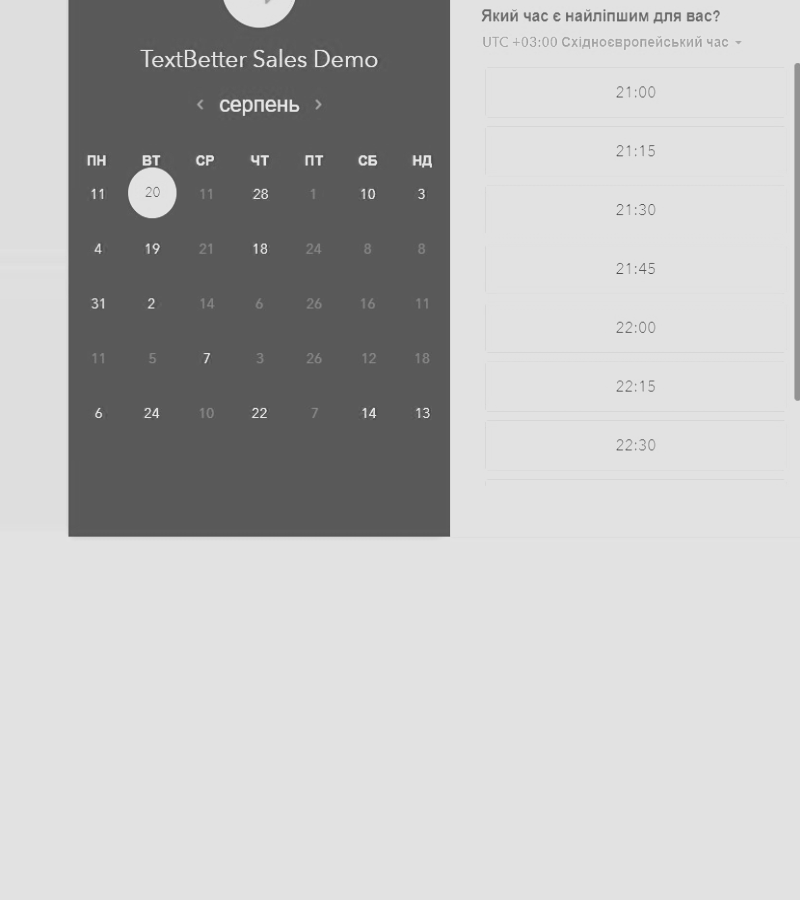 TextBetter Sales Demo
серпень
ПН ВТ СР ЧТ ПТ СБ НД
11 20 11 28 1 10 3
4 19 21 18 24 8 8
31 2 14 6 26 16 11
11 5 7 3 26 12 18
6 24 10 22 7 14 13
Який час є найліпшим для вас?
UTC +03:00 Східноєвропейський час
21:00
21:15
21:30
21:45
22:00
22:15
22:30